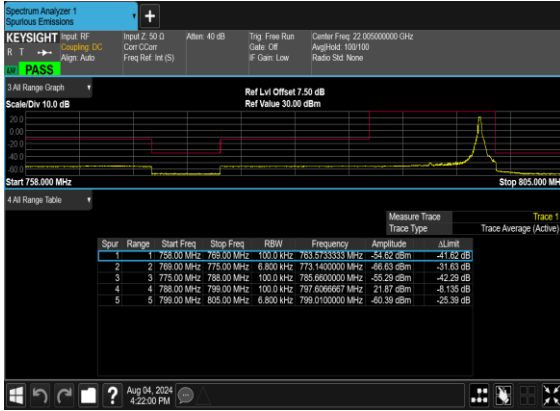 Spectrum Analyzer 1
Spurious Emissions
+
KEYSIGHT Input: RF Input Z: 50 Ω Atten: 40 dB Trig: Free Run Center Freq: 22.005000000 GHz
R T Coupling: DC Corr CCorr Gate: Off Avg|Hold: 100/100
Align: Auto Freq Ref: Int (S) IF Gain: Low Radio Std: None
PASS
3 All Range Graph
Ref Lvl Offset 7.50 dB
Scale/Div 10.0 dB Ref Value 30.00 dBm
20.0
0.00
-20.0
-40.0
-60.0
Start 758.000 MHz Stop 805.000 MH
4 All Range Table
Measure Trace Trace 1
Trace Type Trace Average (Active)
Spur Range Start Freq Stop Freq RBW Frequency Amplitude ΔLimit
1 1 758.00 MHz 769.00 MHz 100.0 kHz 763.5733333 MHz -54.62 dBm -41.62 dB
2 2 769.00 MHz 775.00 MHz 6.800 kHz 773.1400000 MHz -66.63 dBm -31.63 dB
3 3 775.00 MHz 788.00 MHz 100.0 kHz 785.6600000 MHz -55.29 dBm -42.29 dB
4 4 788.00 MHz 799.00 MHz 100.0 kHz 797.6066667 MHz 21.87 dBm -8.135 dB
5 5 799.00 MHz 805.00 MHz 6.800 kHz 799.0100000 MHz -60.39 dBm -25.39 dB
? Aug 04, 2024
4:22:00 PM